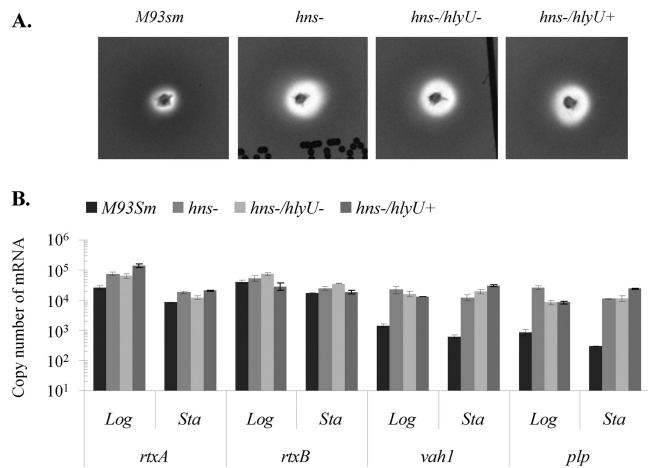 A.
M93sm hns- hns-/hlyU- hns-/hlyU+
B.
M93Sm hns- hns-/hlyU- hns-/hlyU+
Copy number of mRNA
10⁶
10⁵
10⁴
10³
10²
10¹
Log Sta Log Sta Log Sta Log Sta
rtxA rtxB vah1 plp